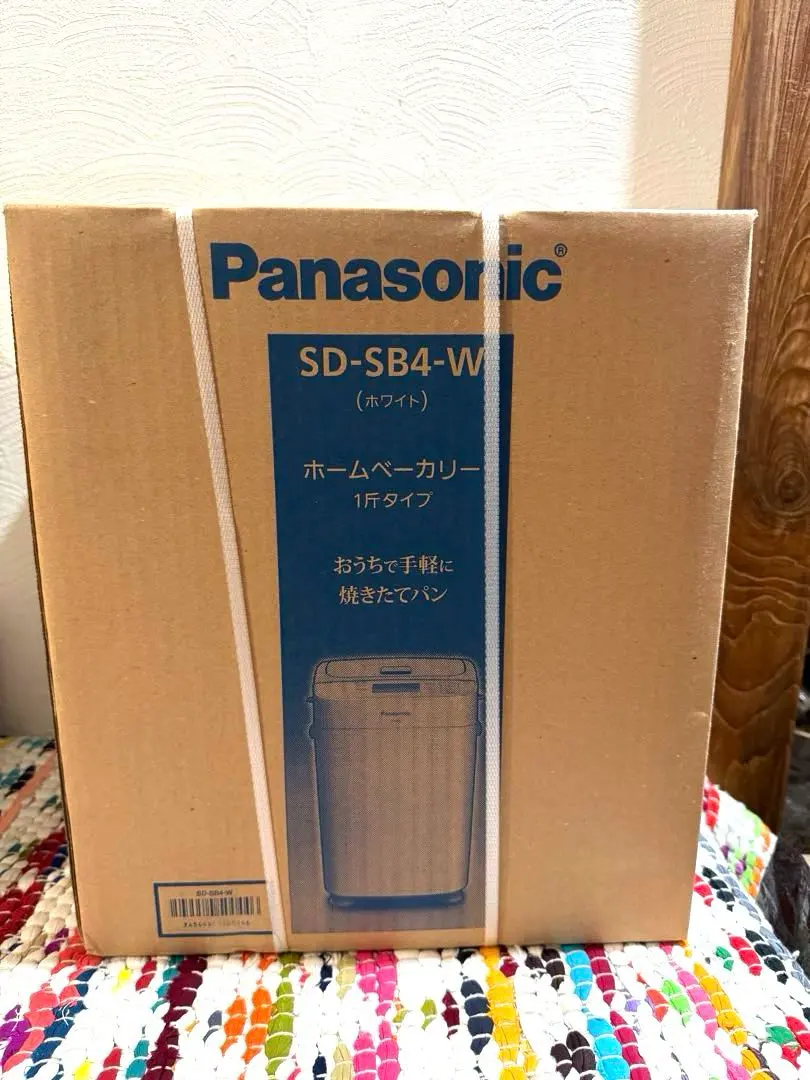 Panasonic®
SD-SB4-W
(ホワイト)
ホームベーカリー
1斤タイプ
おうちで手軽に
焼きたてパン
Panasonic
SD-SB4-W